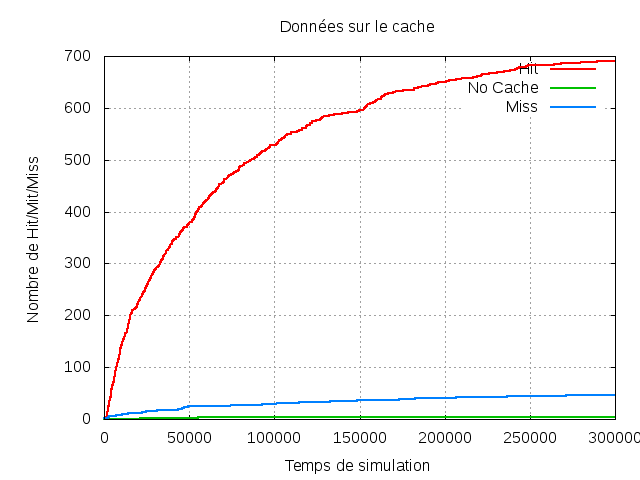 Données sur le cache
Nombre de Hit/Mit/Miss
700
600
500
400
300
200
100
0
Hit
No Cache
Miss
0 50000 100000 150000 200000 250000 300000
Temps de simulation